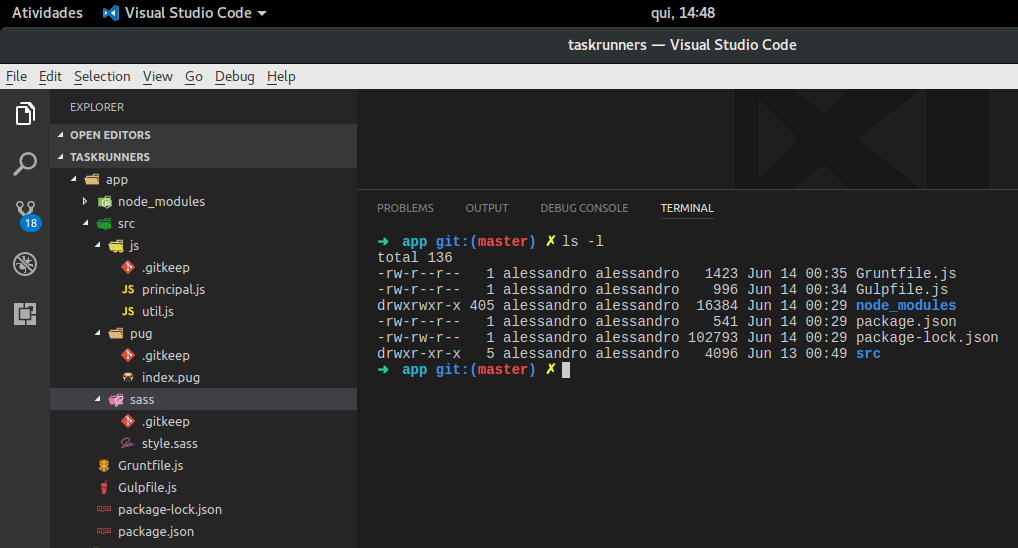 Atividades Visual Studio Code qui, 14:48
taskrunners — Visual Studio Code
File Edit Selection View Go Debug Help
EXPLORER
OPEN EDITORS
TASKRUNNERS
app
node_modules
18
src
js
.gitkeep
JS principal.js
JS util.js
pug
.gitkeep
index.pug
sass
.gitkeep
style.sass
Gruntfile.js
Gulpfile.js
package-lock.json
package.json
PROBLEMS OUTPUT DEBUG CONSOLE TERMINAL
➜ app git:(master) ✗ ls -l
total 136
-rw-r--r-- 1 alessandro alessandro 1423 Jun 14 00:35 Gruntfile.js
-rw-r--r-- 1 alessandro alessandro 996 Jun 14 00:34 Gulpfile.js
drwxrwxr-x 405 alessandro alessandro 16384 Jun 14 00:29 node_modules
-rw-r--r-- 1 alessandro alessandro 541 Jun 14 00:29 package.json
-rw-rw-r-- 1 alessandro alessandro 102793 Jun 14 00:29 package-lock.json
drwxr-xr-x 5 alessandro alessandro 4096 Jun 13 00:49 src
➜ app git:(master) ✗